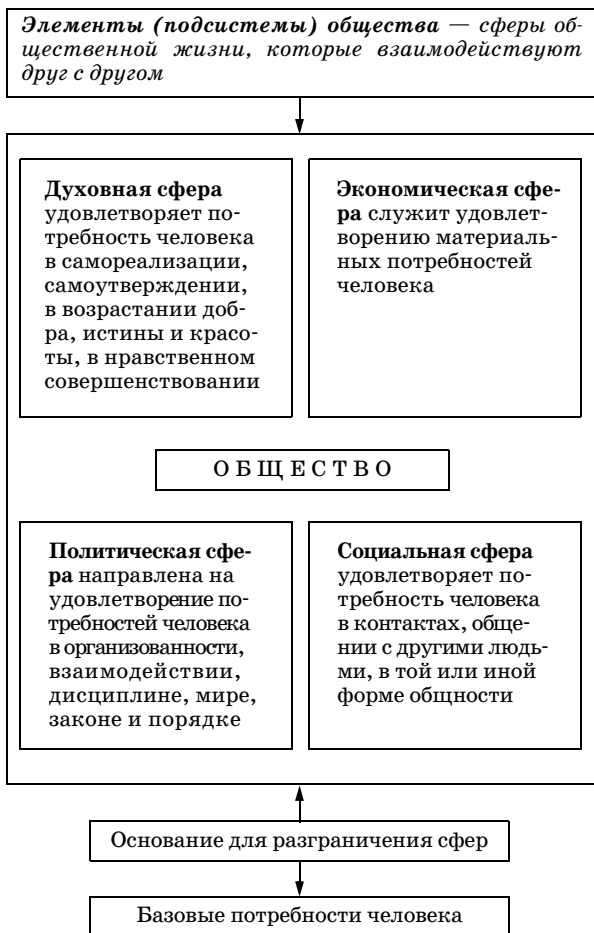 Элементы (подсистемы) общества — сферы об-
щественной жизни, которые взаимодействуют
друг с другом
Духовная сфера
удовлетворяет по-
требность человека
в самореализации,
самоутверждении,
в возрастании доб-
ра, истины и красо-
ты, в нравственном
совершенствовании
Экономическая сфе-
ра служит удовлет-
ворению материаль-
ных потребностей
человека
ОБЩЕСТВО
Политическая сфе-
ра направлена на
удовлетворение по-
требностей человека
в организованности,
взаимодействии,
дисциплине, мире,
законе и порядке
Социальная сфера
удовлетворяет по-
требность человека
в контактах, обще-
нии с другими людь-
ми, в той или иной
форме общности
Основание для разграничения сфер
Базовые потребности человека